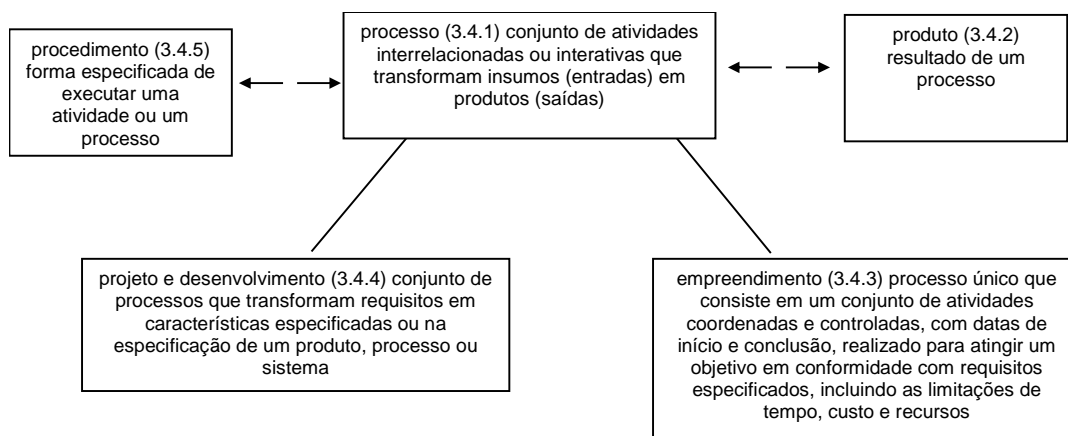 procedimento (3.4.5)
forma especificada de
executar uma
atividade ou um
processo
processo (3.4.1) conjunto de atividades
interrelacionadas ou interativas que
transformam insumos (entradas) em
produtos (saídas)
produto (3.4.2)
resultado de um
processo
projeto e desenvolvimento (3.4.4) conjunto de
processos que transformam requisitos em
características especificadas ou na
especificação de um produto, processo ou
sistema
empreendimento (3.4.3) processo único que
consiste em um conjunto de atividades
coordenadas e controladas, com datas de
início e conclusão, realizado para atingir um
objetivo em conformidade com requisitos
especificados, incluindo as limitações de
tempo, custo e recursos